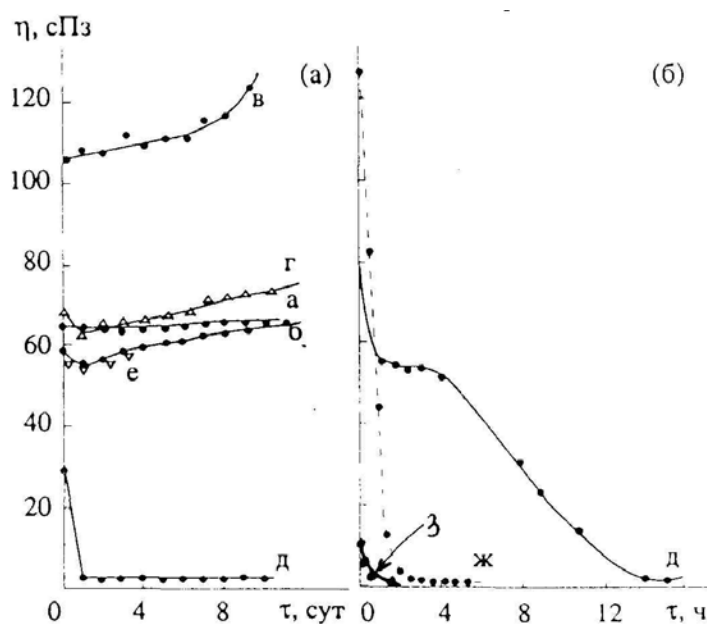 η, сПз
(а)
(б)
120
100
80
60
40
20
в
г
а
б
е
д
З
ж
д
0 4 8 τ, сут
0 4 8 12 τ, ч